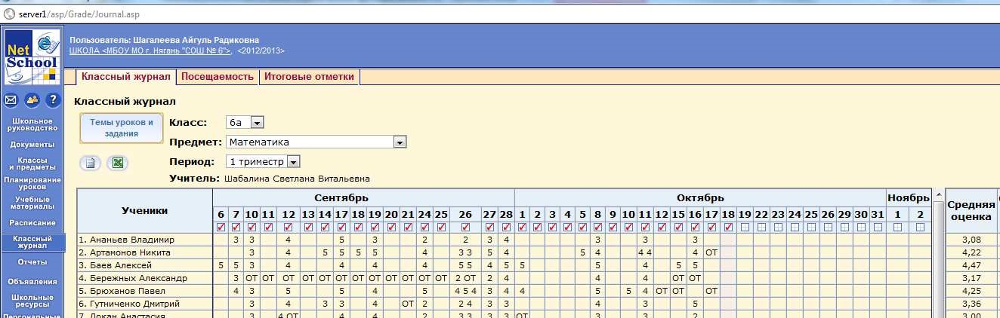 server1/asp/Grade/Journal.asp
Net School
Пользователь: Шагалеева Айгуль Радиковна
ШКОЛА <МБОУ МО г. Нягань "СОШ № 6">, <2012/2013>
Классный журнал Посещаемость Итоговые отметки
?
Школьное
руководство
Документы
Классы
и предметы
Планирование
уроков
Учебные
материалы
Расписание
Классный
журнал
Отчеты
Объявления
Школьные
ресурсы
Персональные
Классный журнал
Темы уроков и
задания
Класс: 6а
Предмет: Математика
Период: 1 триместр
Учитель: Шабалина Светлана Витальевна
Ученики Сентябрь Октябрь Ноябрь Средняя оценка
6 7 10 11 12 13 14 17 18 19 20 21 24 25 26 27 28 1 2 3 4 5 8 9 10 11 12 15 16 17 18 19 22 23 24 25 26 29 30 31 1 2
1. Ананьев Владимир 3 3 4 5 3 2 2 3 4 3 3 3 3,08
2. Артамонов Никита 3 4 5 5 5 5 4 3 3 5 4 5 4 4 4 4 ОТ 4,22
3. Баев Алексей 5 5 3 4 4 4 4 5 5 4 5 5 5 4 5 5 4,47
4. Бережных Александр 3 ОТ ОТ ОТ ОТ ОТ ОТ ОТ ОТ ОТ ОТ ОТ ОТ 2 ОТ 2 4 4 4 ОТ ОТ 3,17
5. Брюханов Павел 4 3 5 5 4 5 4 5 4 3 4 4 5 5 4 ОТ ОТ ОТ 4,25
6. Гутниченко Дмитрий 3 4 3 3 4 ОТ 2 2 4 3 3 4 3 5 3,36
7. Докан Анастасия 3 4 ОТ 4 4 2 3 3 3 3 ОТ 3 3 2 3,00